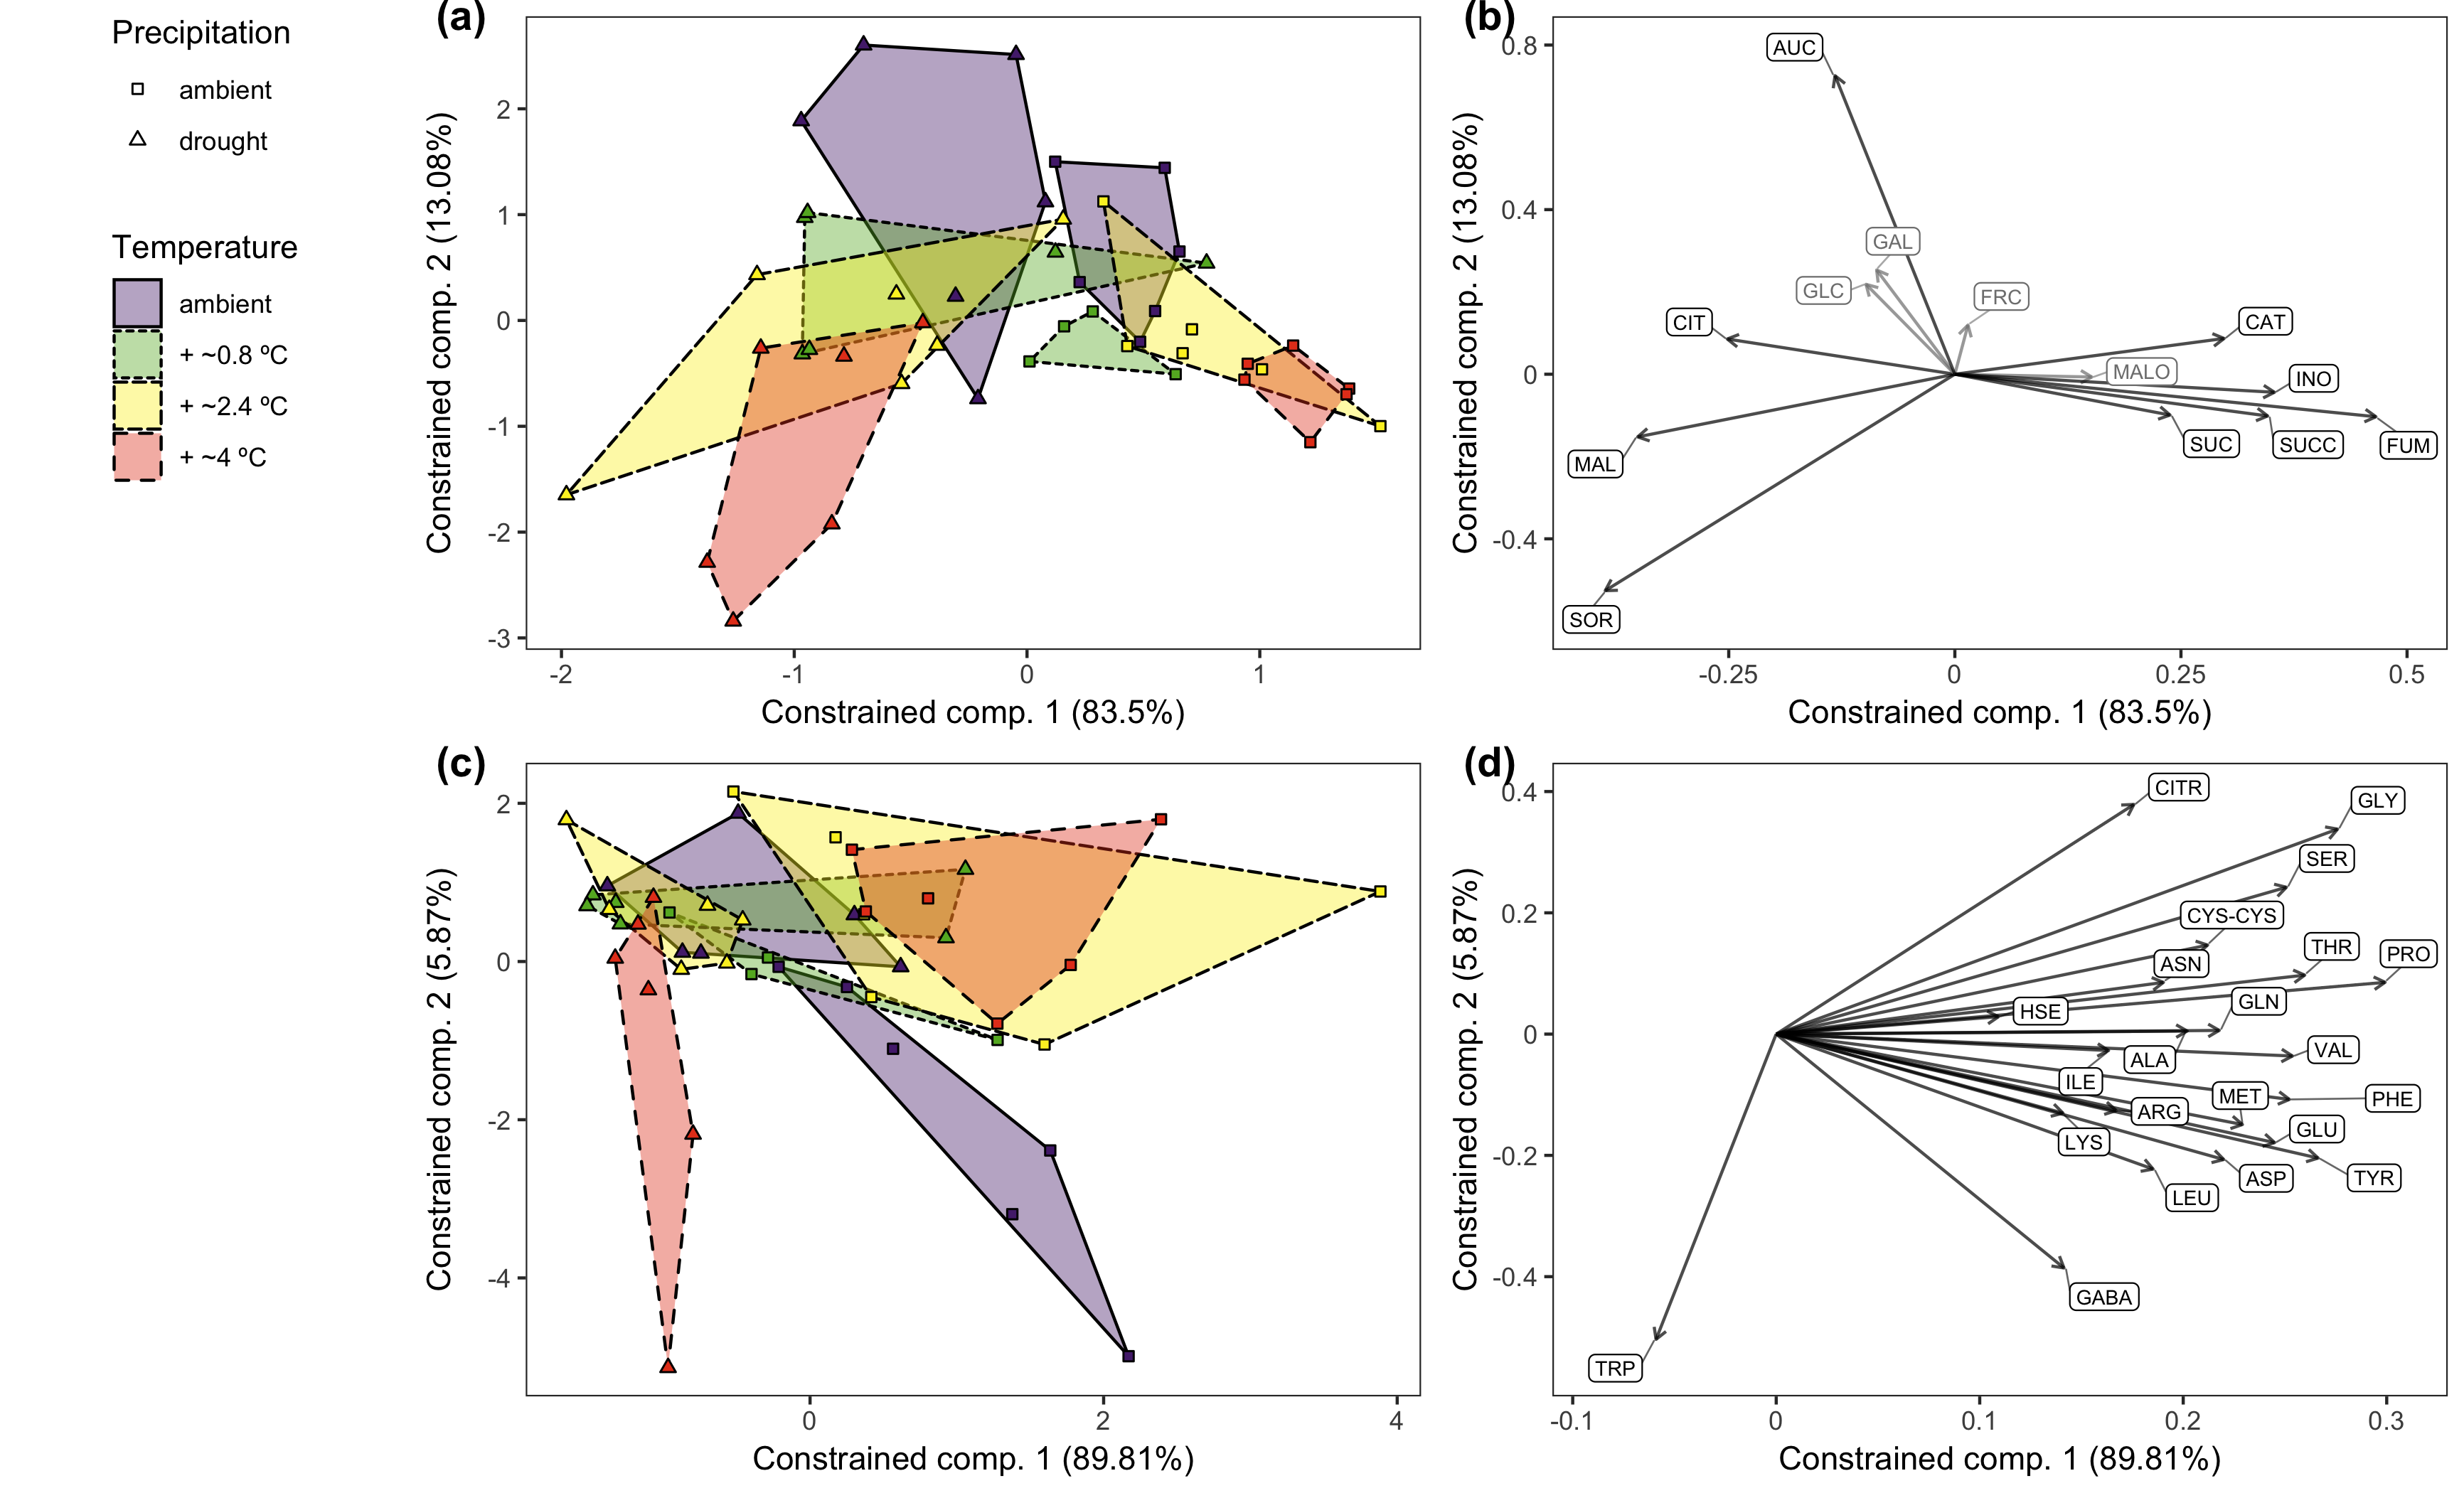 Precipitation
ambient
drought
Temperature
ambient
+ ~0.8 ºC
+ ~2.4 ºC
+ ~4 ºC
(a)
Constrained comp. 2 (13.08%)
2
1
0
-1
-2
-3
-2
-1
0
1
Constrained comp. 1 (83.5%)
(b)
Constrained comp. 2 (13.08%)
0.8
0.4
0
-0.4
AUC
GAL
GLC
FRC
CIT
CAT
MALO
INO
MAL
SUC
SUCC
FUM
SOR
-0.25
0
0.25
0.5
Constrained comp. 1 (83.5%)
(c)
Constrained comp. 2 (5.87%)
2
0
-2
-4
0
2
4
Constrained comp. 1 (89.81%)
(d)
Constrained comp. 2 (5.87%)
0.4
0.2
0
-0.2
-0.4
CITR
GLY
SER
CYS-CYS
THR
PRO
ASN
GLN
HSE
VAL
ALA
ILE
MET
PHE
ARG
GLU
LYS
ASP
TYR
LEU
GABA
TRP
-0.1
0
0.1
0.2
0.3
Constrained comp. 1 (89.81%)